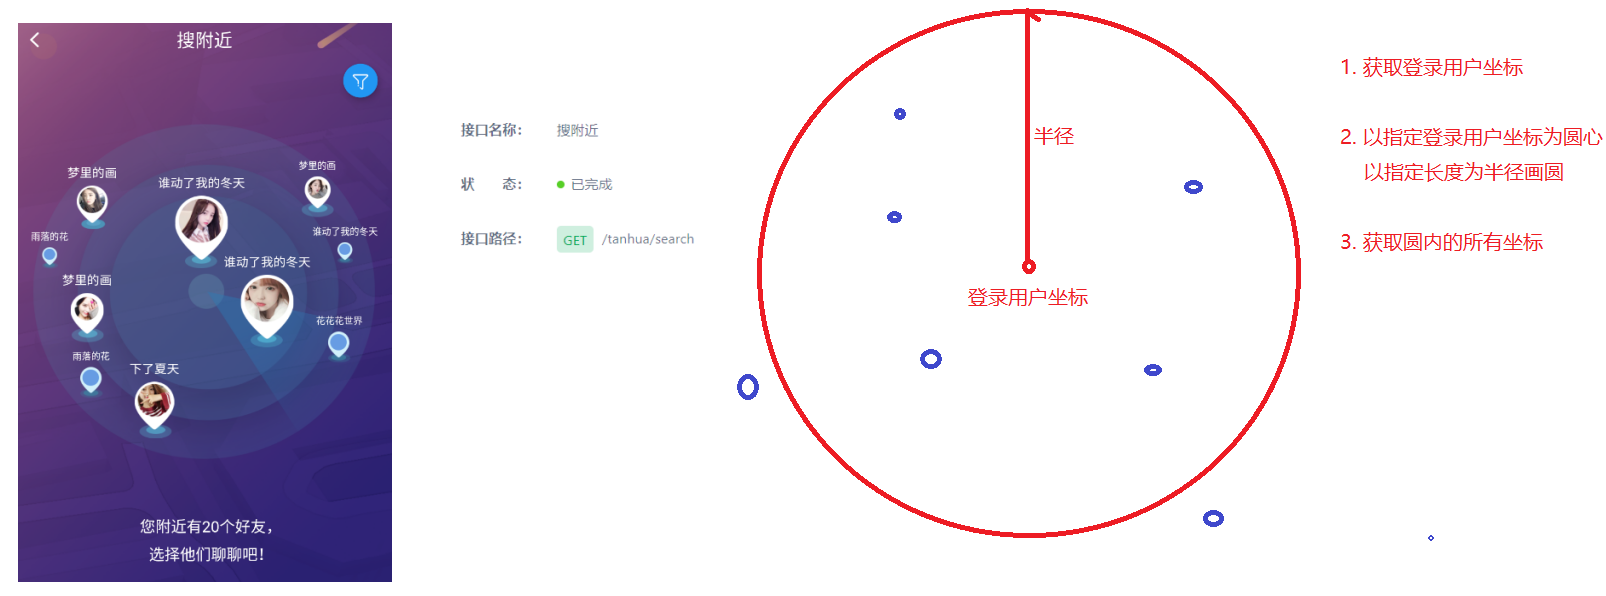 搜附近
梦里的画
谁动了我的冬天
梦里的画
雨落的花
谁动了我的冬天
谁动了我的冬天
梦里的画
花花花世界
雨落的花
下了夏天
您附近有20个好友，
选择他们聊聊吧！
接口名称： 搜附近
状 态： 已完成
接口路径： GET /tanhua/search
半径
登录用户坐标
1. 获取登录用户坐标
2. 以指定登录用户坐标为圆心
以指定长度为半径画圆
3. 获取圆内的所有坐标